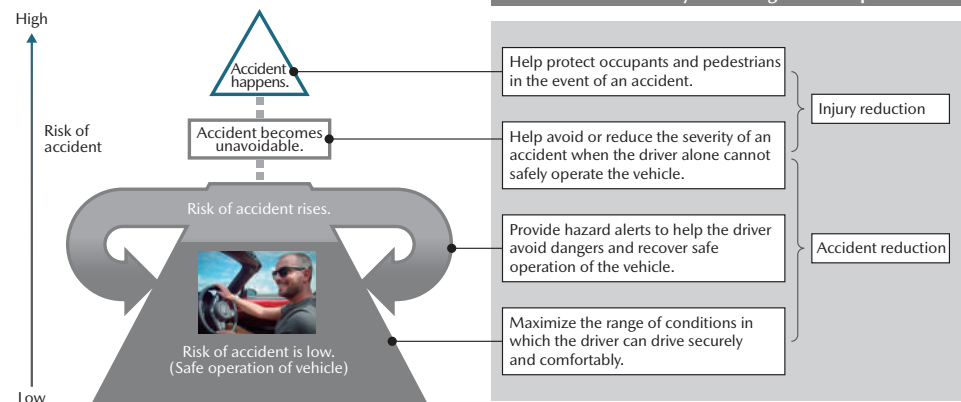 High
Risk of
accident
Low
Accident
happens.
Accident becomes
unavoidable.
Risk of accident rises.
Risk of accident is low.
(Safe operation of vehicle)
Help protect occupants and pedestrians
in the event of an accident.
Help avoid or reduce the severity of an
accident when the driver alone cannot
safely operate the vehicle.
Provide hazard alerts to help the driver
avoid dangers and recover safe
operation of the vehicle.
Maximize the range of conditions in
which the driver can drive securely
and comfortably.
Injury reduction
Accident reduction